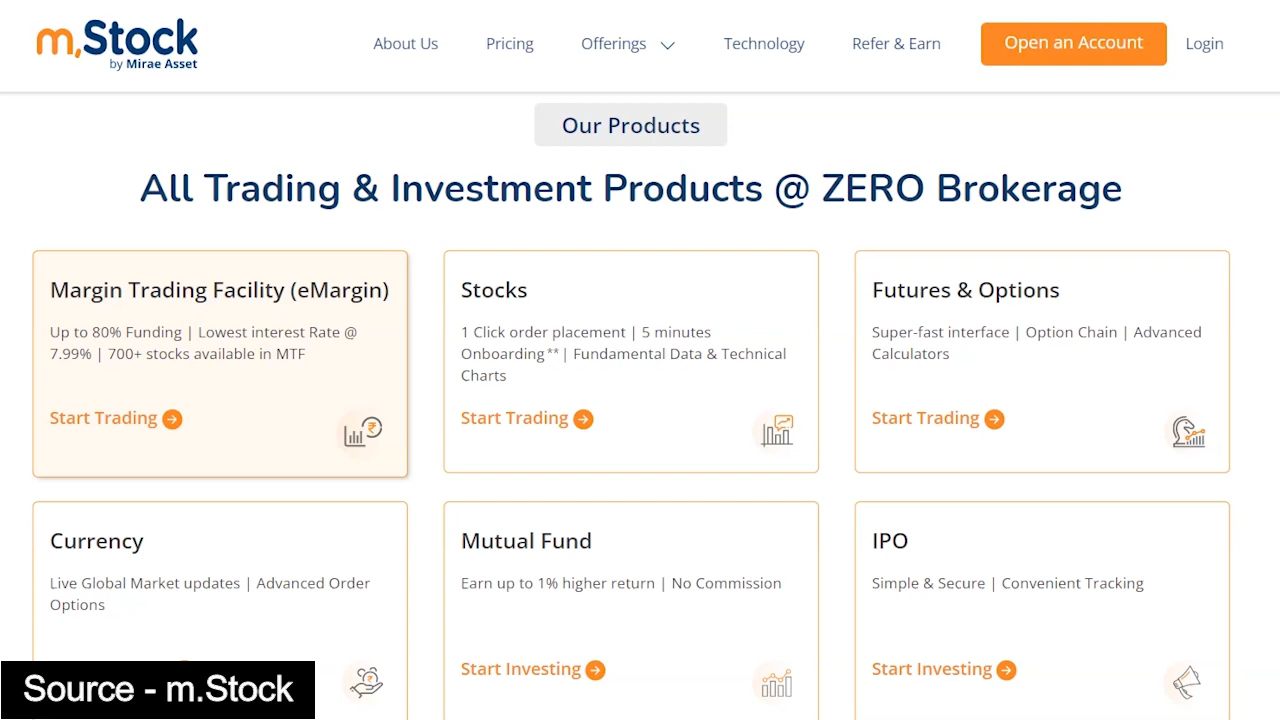 m.Stock
by Mirae Asset
About Us
Pricing
Offerings
Technology
Refer & Earn
Open an Account
Login
Our Products
All Trading & Investment Products @ ZERO Brokerage
Margin Trading Facility (eMargin)
Up to 80% Funding | Lowest interest Rate @
7.99% | 700+ stocks available in MTF
Start Trading
Stocks
1 Click order placement | 5 minutes
Onboarding** | Fundamental Data & Technical
Charts
Start Trading
Futures & Options
Super-fast interface | Option Chain | Advanced
Calculators
Start Trading
Currency
Live Global Market updates | Advanced Order
Options
Mutual Fund
Earn up to 1% higher return | No Commission
Start Investing
IPO
Simple & Secure | Convenient Tracking
Start Investing
Source - m.Stock